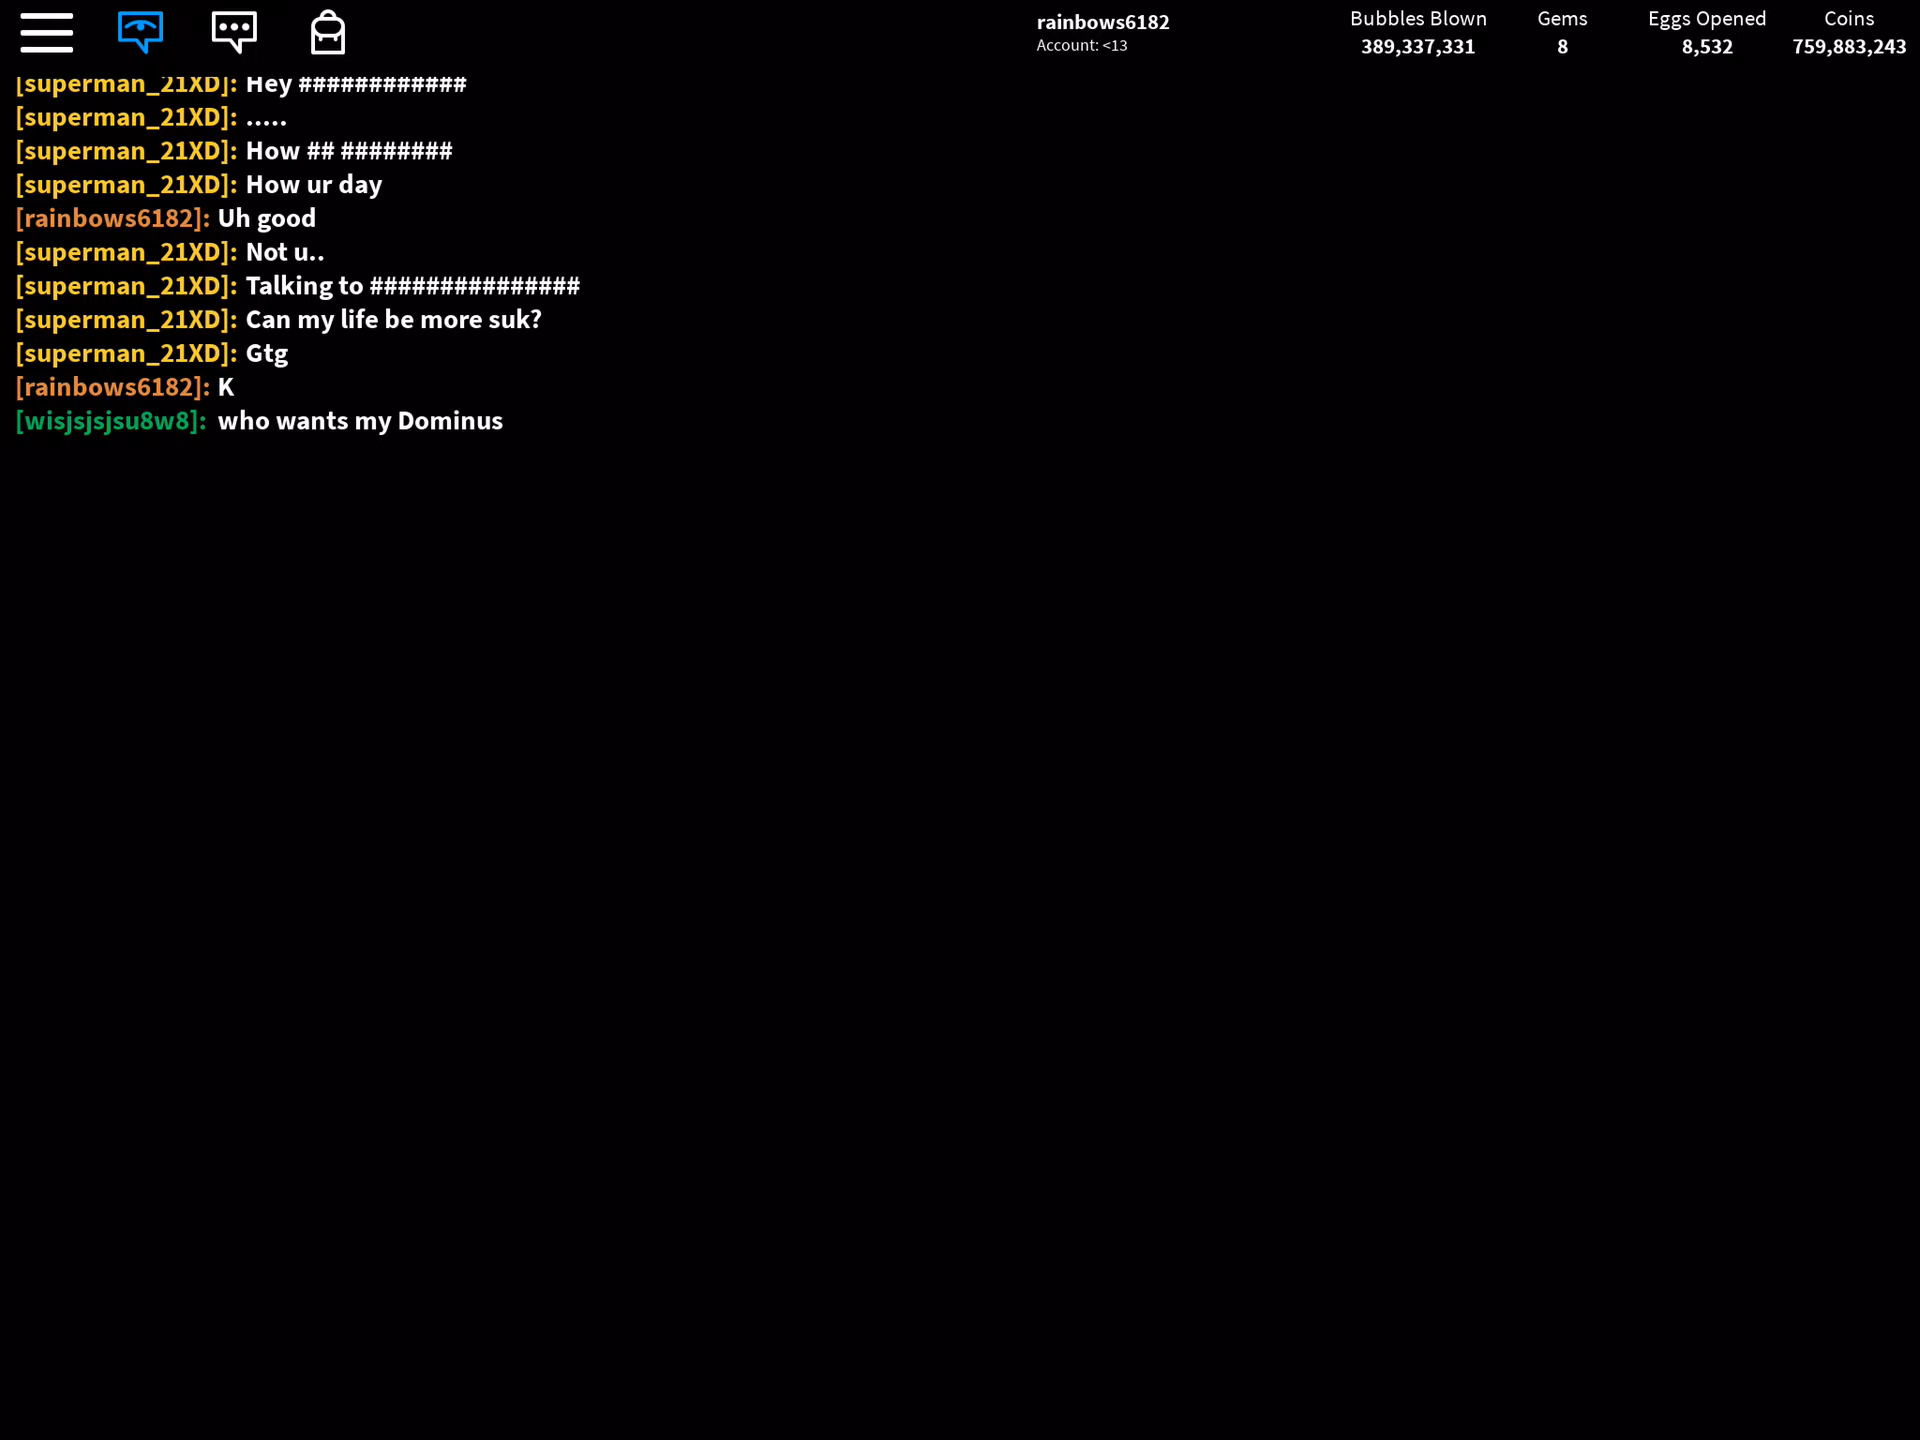 rainbows6182 Bubbles Blown Gems Eggs Opened Coins
Account: <13 389,337,331 8 8,532 759,883,243
[superman_21XD]: Hey ############
[superman_21XD]: .....
[superman_21XD]: How ## ########
[superman_21XD]: How ur day
[rainbows6182]: Uh good
[superman_21XD]: Not u..
[superman_21XD]: Talking to ###############
[superman_21XD]: Can my life be more suk?
[superman_21XD]: Gtg
[rainbows6182]: K
[wisjsjsjsu8w8]: who wants my Dominus